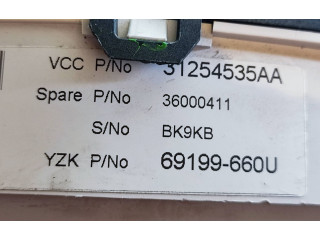 VCC P/No 31254535AA
Spare P/No 36000411
S/No BK9KB
YZK P/No 69199-660U